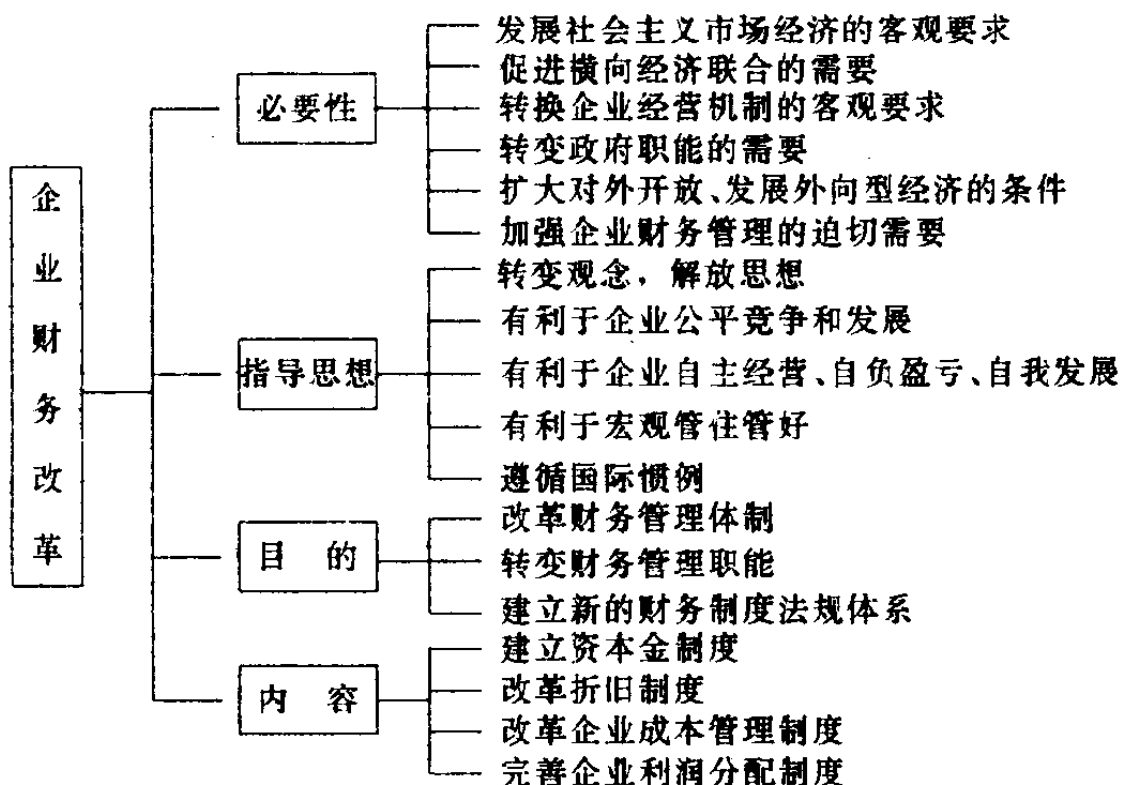 企业财务改革
必要性
发展社会主义市场经济的客观要求
促进横向经济联合的需要
转换企业经营机制的客观要求
转变政府职能的需要
扩大对外开放、发展外向型经济的条件
加强企业财务管理的迫切需要
指导思想
转变观念，解放思想
有利于企业公平竞争和发展
有利于企业自主经营、自负盈亏、自我发展
有利于宏观管住管好
遵循国际惯例
目的
改革财务管理体制
转变财务管理职能
建立新的财务制度法规体系
内容
建立资本金制度
改革折旧制度
改革企业成本管理制度
完善企业利润分配制度